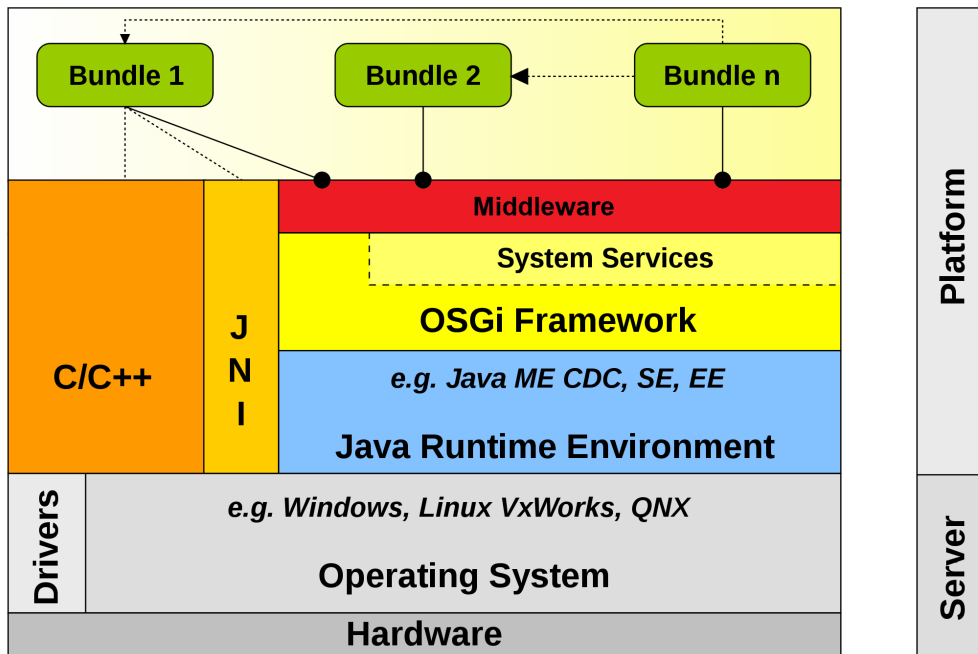 Bundle 1
Bundle 2
Bundle n
Middleware
System Services
OSGi Framework
C/C++
J
N
I
e.g. Java ME CDC, SE, EE
Java Runtime Environment
Drivers
e.g. Windows, Linux VxWorks, QNX
Operating System
Hardware
Platform
Server